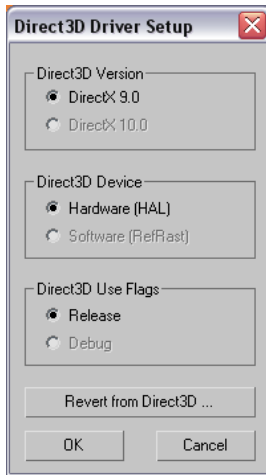 Direct3D Driver Setup
Direct3D Version
DirectX 9.0
DirectX 10.0
Direct3D Device
Hardware (HAL)
Software (RefRast)
Direct3D Use Flags
Release
Debug
Revert from Direct3D ...
OK
Cancel